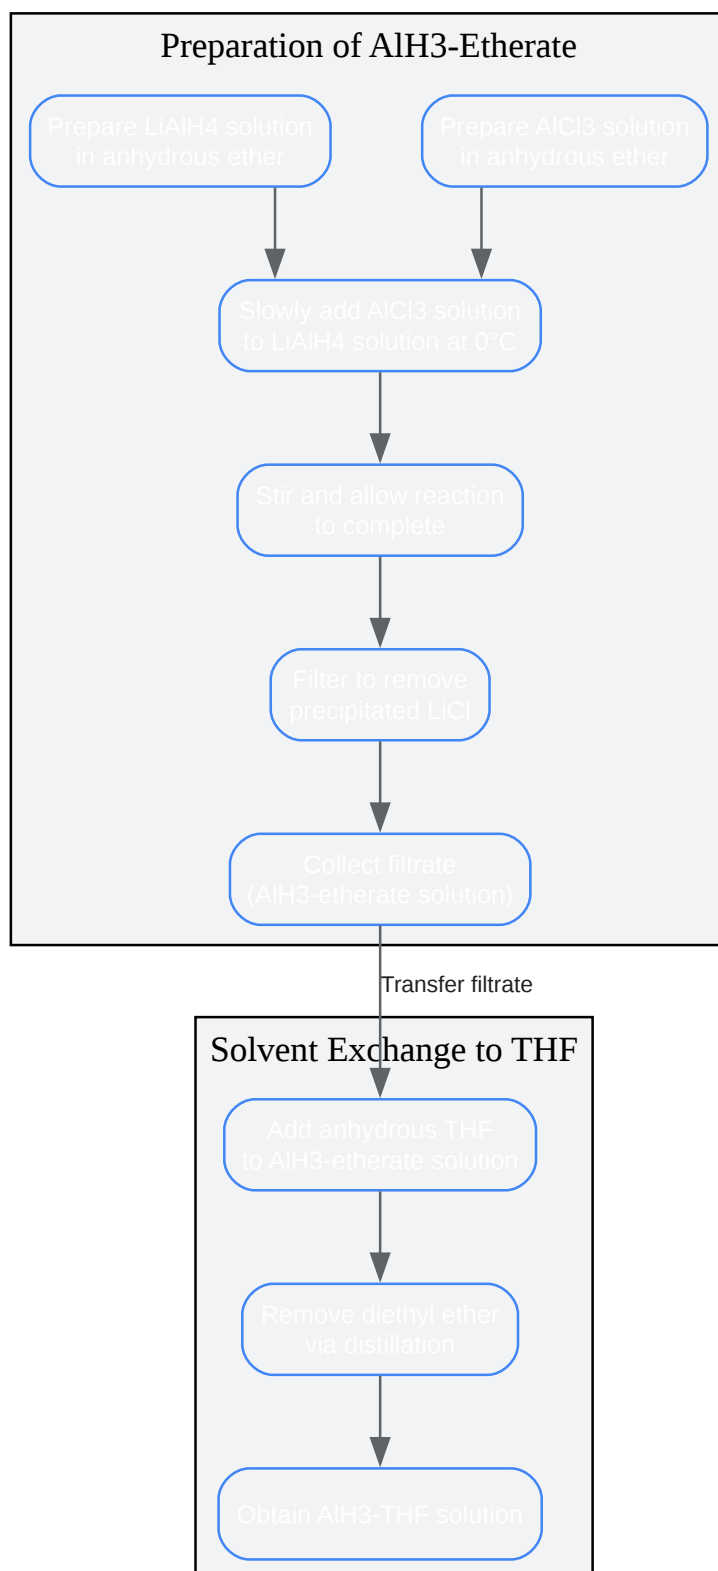 Preparation of AlH3-Etherate
Prepare LiAlH4 solution
in anhydrous ether
Prepare AlCl3 solution
in anhydrous ether
Slowly add AlCl3 solution
to LiAlH4 solution at 0°C
Stir and allow reaction
to complete
Filter to remove
precipitated LiCl
Collect filtrate
(AlH3-etherate solution)
Transfer filtrate
Solvent Exchange to THF
Add anhydrous THF
to AlH3-etherate solution
Remove diethyl ether
via distillation
Obtain AlH3-THF solution